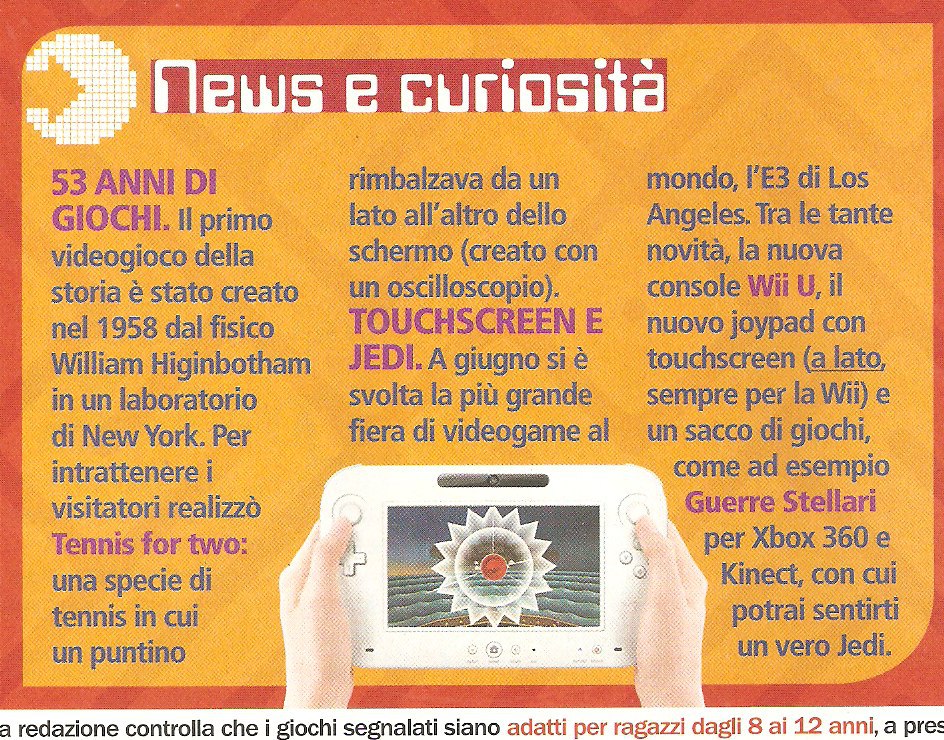 News e curiosità
53 ANNI DI
GIOCHI. Il primo
videogioco della
storia è stato creato
nel 1958 dal fisico
William Higinbotham
in un laboratorio
di New York. Per
intrattenere i
visitatori realizzò
Tennis for two:
una specie di
tennis in cui
un puntino
rimbalzava da un
lato all'altro dello
schermo (creato con
un oscilloscopio).
TOUCHSCREEN E
JEDI. A giugno si è
svolta la più grande
fiera di videogame al
mondo, l'E3 di Los
Angeles. Tra le tante
novità, la nuova
console Wii U, il
nuovo joypad con
touchscreen (a lato,
sempre per la Wii) e
un sacco di giochi,
come ad esempio
Guerre Stellari
per Xbox 360 e
Kinect, con cui
potrai sentirti
un vero Jedi.
a redazione controlla che i giochi segnalati siano adatti per ragazzi dagli 8 ai 12 anni, a pres